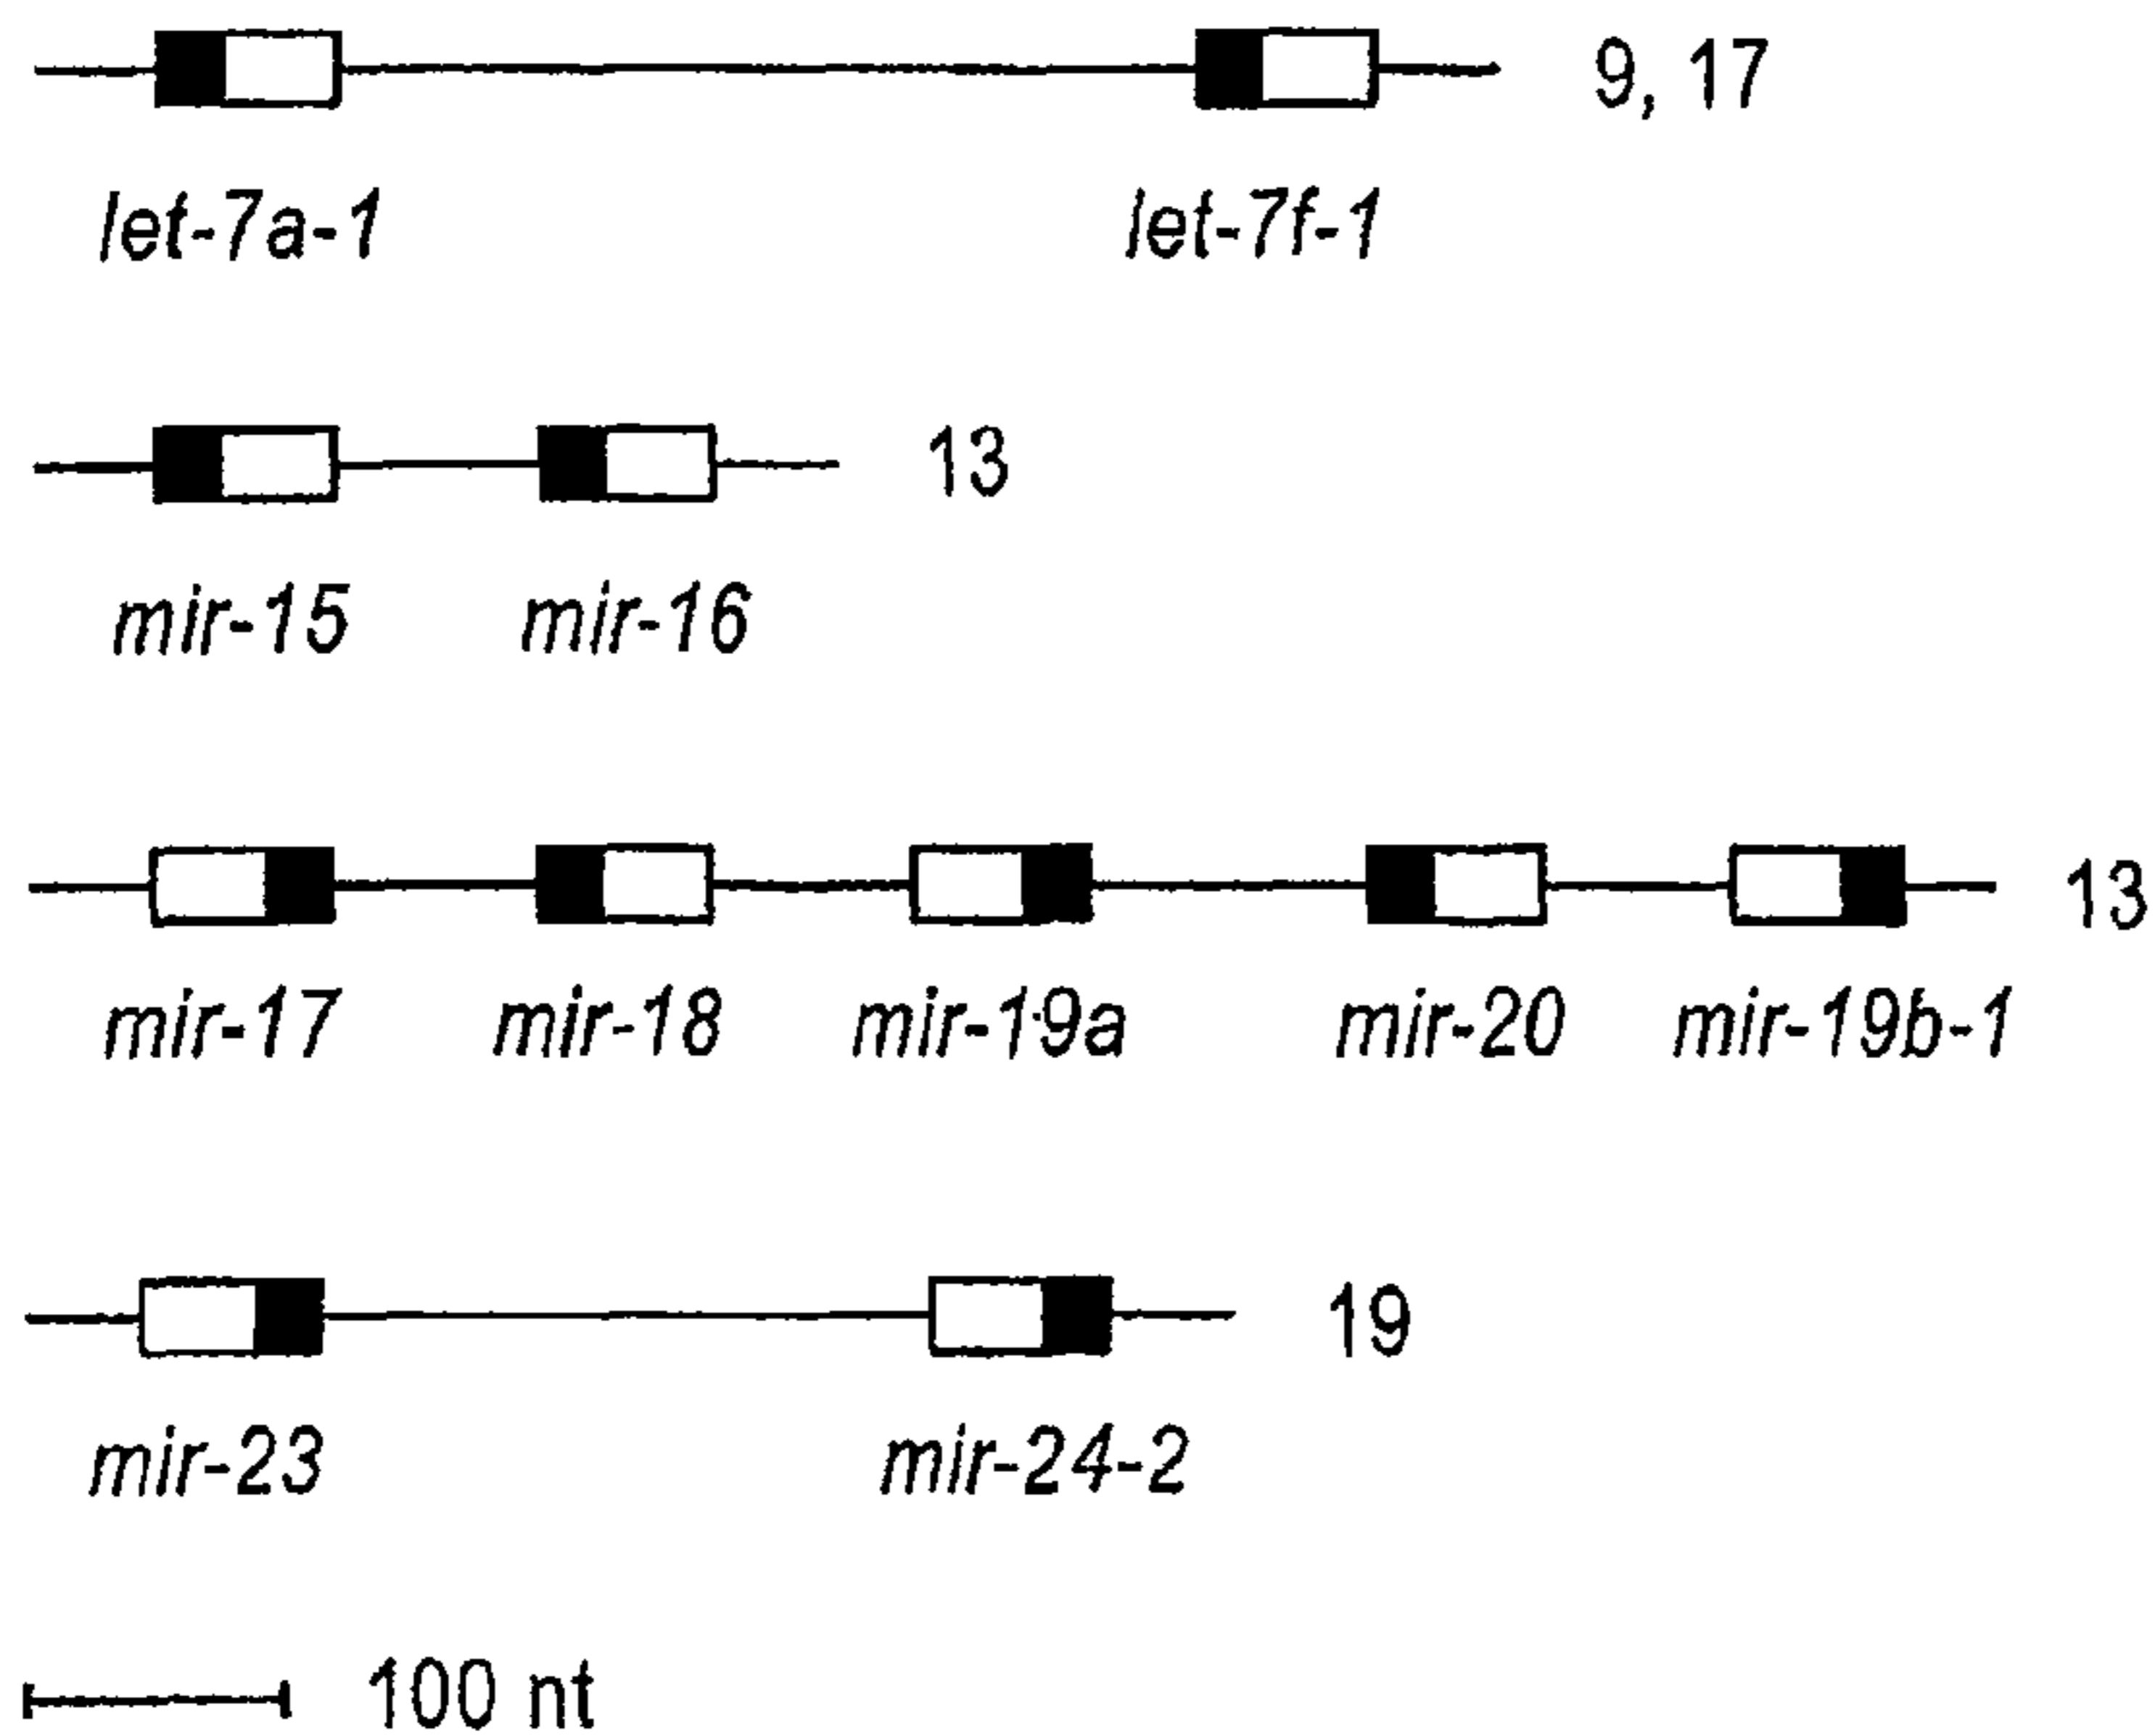 9, 17
let-7a-1 let-7f-1
13
mir-15 mir-16
13
mir-17 mir-18 mir-19a mir-20 mir-19b-1
19
mir-23 mir-24-2
100 nt